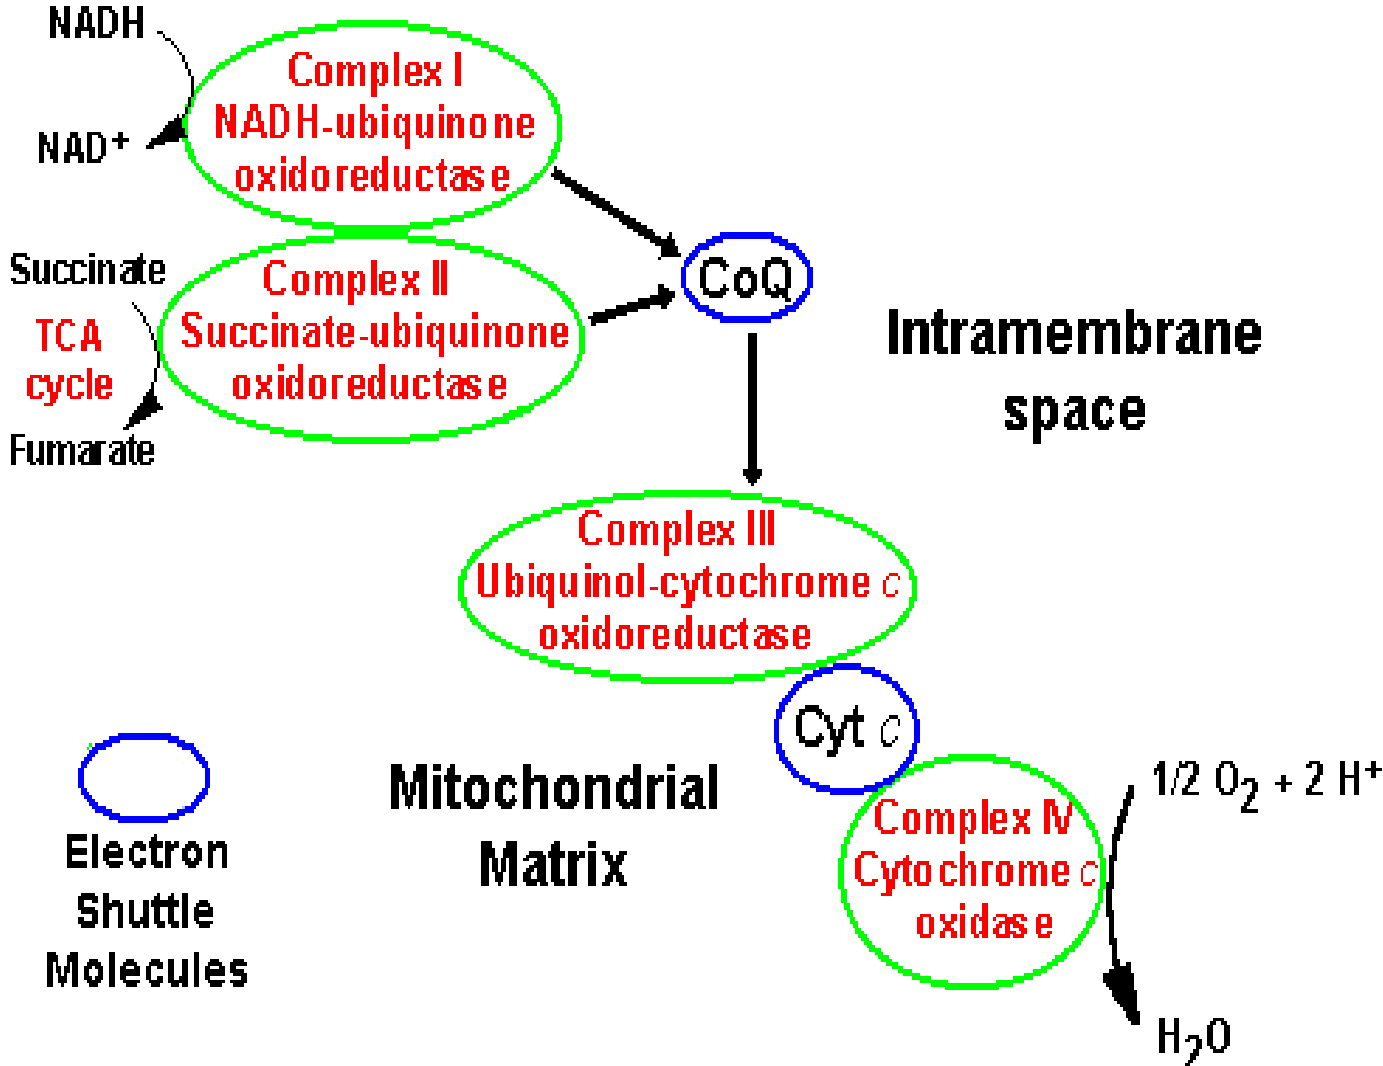 NADH
NAD+
Complex I
NADH-ubiquinone
oxidoreductase
Succinate
TCA
cycle
Fumarate
Complex II
Succinate-ubiquinone
oxidoreductase
CoQ
Intramembrane
space
Complex III
Ubiquinol-cytochrome c
oxidoreductase
Cyt c
Mitochondrial
Matrix
Complex IV
Cytochrome c
oxidase
1/2 O2 + 2 H+
H2O
Electron
Shuttle
Molecules